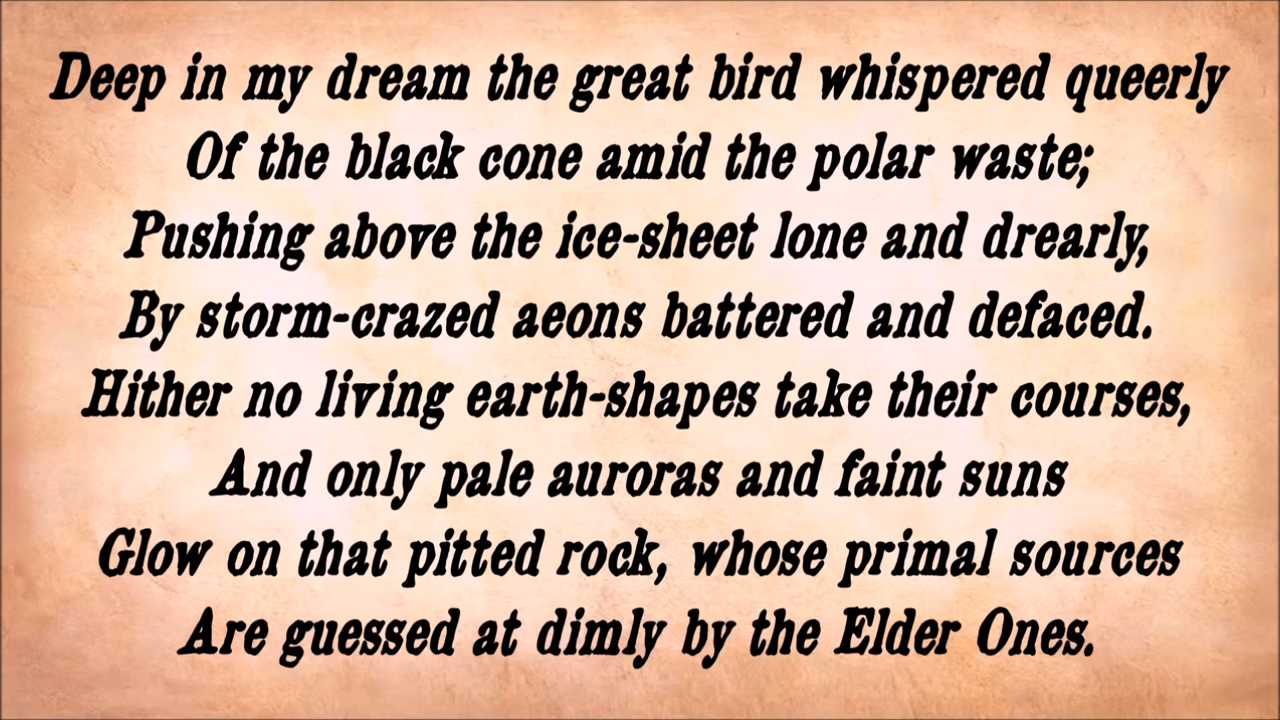 Deep in my dream the great bird whispered queerly
Of the black cone amid the polar waste;
Pushing above the ice-sheet lone and drearly,
By storm-crazed aeons battered and defaced.
Hither no living earth-shapes take their courses,
And only pale auroras and faint suns
Glow on that pitted rock, whose primal sources
Are guessed at dimly by the Elder Ones.